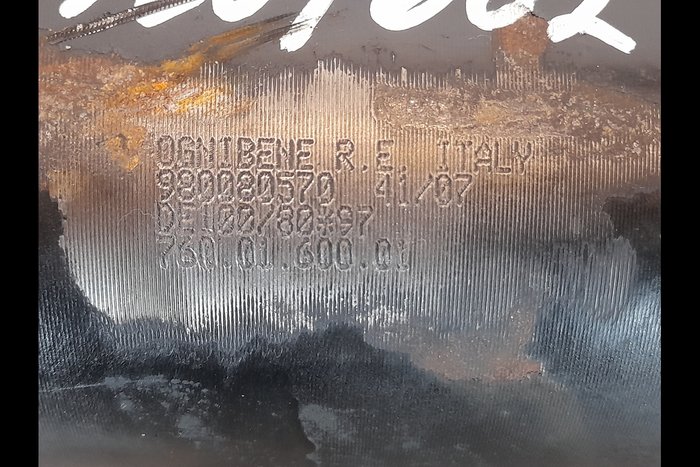 OGNIBENE R.E. ITALY
980080570 41/07
DE100/80*97
760.01.600.01